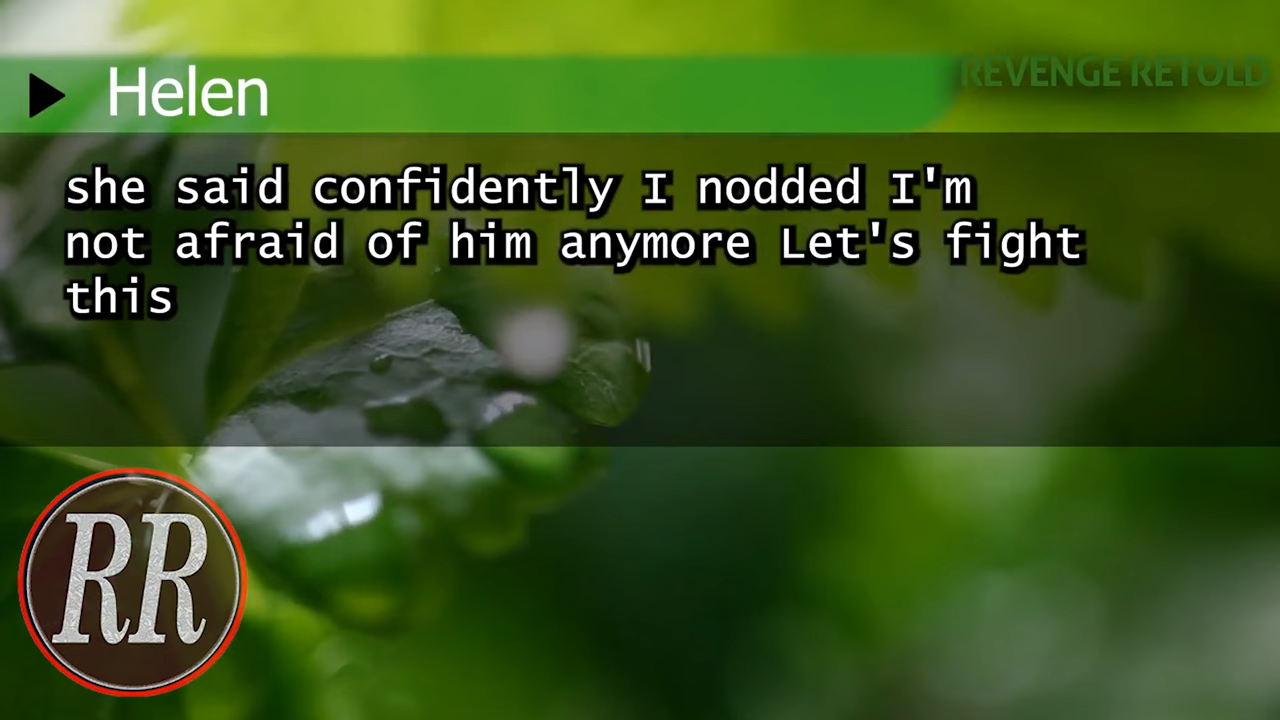 Helen
REVENGE RETOLD
she said confidently I nodded I'm
not afraid of him anymore Let's fight
this
RR